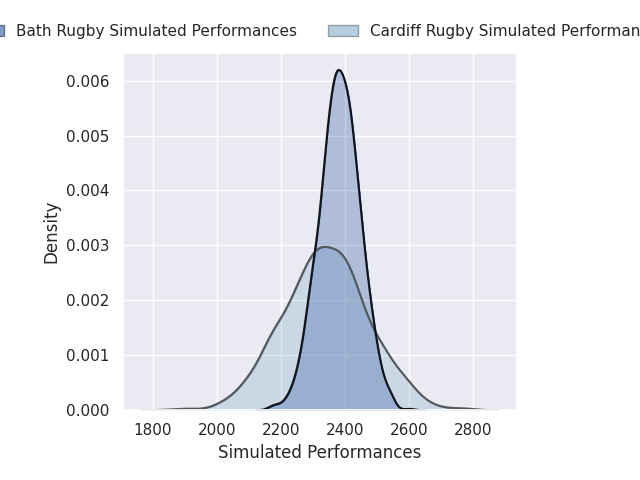 Bath Rugby Simulated Performances
Cardiff Rugby Simulated Performan
0.006
0.005
0.004
0.003
0.002
0.001
0.000
Density
1800 2000 2200 2400 2600 2800
Simulated Performances